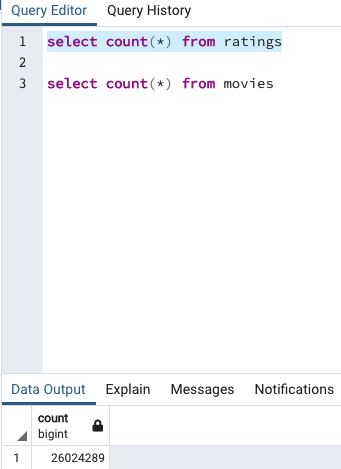 Query Editor Query History
1 select count(*) from ratings
2
3 select count(*) from movies
Data Output Explain Messages Notifications
count
bigint
1 26024289